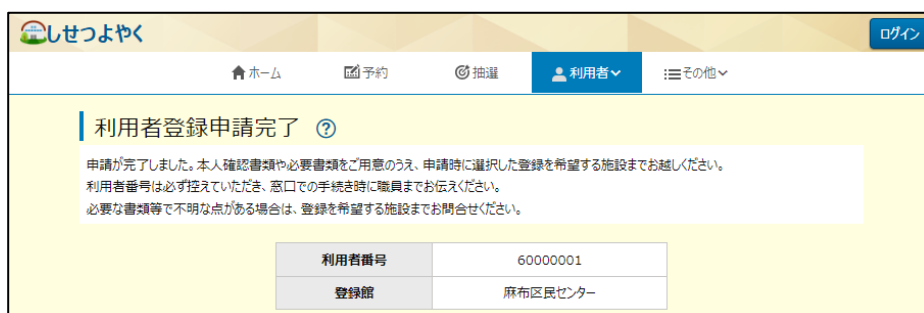 しせつよやく
ログイン
ホーム 予約 抽選 利用者 その他
利用者登録申請完了 ?
申請が完了しました。本人確認書類や必要書類をご用意のうえ、申請時に選択した登録を希望する施設までお越しください。
利用者番号は必ず控えていただき、窓口での手続き時に職員までお伝えください。
必要な書類等で不明な点がある場合は、登録を希望する施設までお問合せください。
利用者番号 60000001
登録館 麻布区民センター